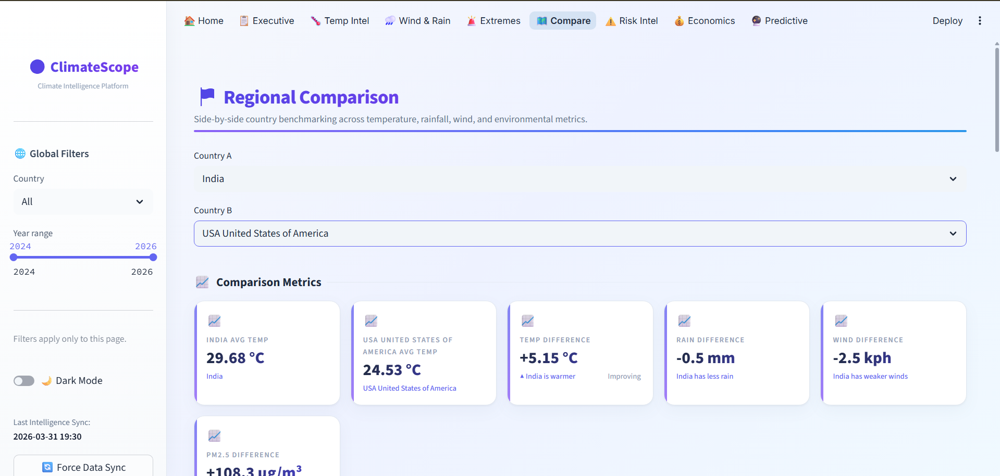 Home
Executive
Temp Intel
Wind & Rain
Extremes
Compare
Risk Intel
Economics
Predictive
Deploy
ClimateScope
Climate Intelligence Platform
Global Filters
Country
All
Year range
2024 2026
2024 2026
Filters apply only to this page.
Dark Mode
Last Intelligence Sync:
2026-03-31 19:30
Force Data Sync
Regional Comparison
Side-by-side country benchmarking across temperature, rainfall, wind, and environmental metrics.
Country A
India
Country B
USA United States of America
Comparison Metrics
INDIA AVG TEMP
29.68 °C
India
USA UNITED STATES OF
AMERICA AVG TEMP
24.53 °C
USA United States of America
TEMP DIFFERENCE
+5.15 °C
▲ India is warmer Improving
RAIN DIFFERENCE
-0.5 mm
India has less rain
WIND DIFFERENCE
-2.5 kph
India has weaker winds
PM2.5 DIFFERENCE
+108.3 ug/m³